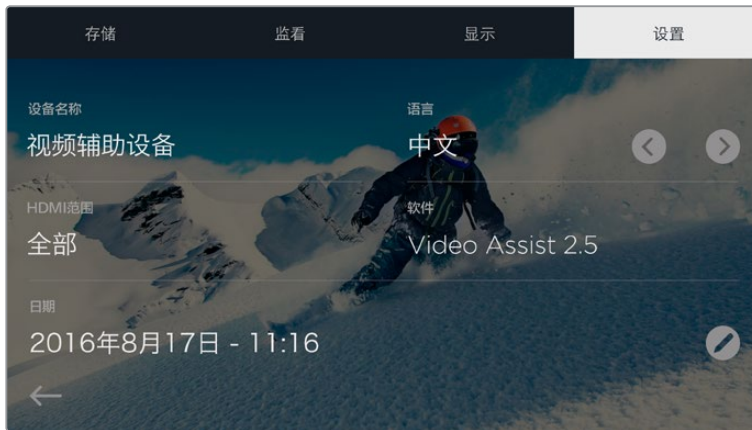 存储 监看 显示 设置
设备名称 语言
视频辅助设备 中文
HDMI范围 软件
全部 Video Assist 2.5
日期
2016年8月17日 - 11:16